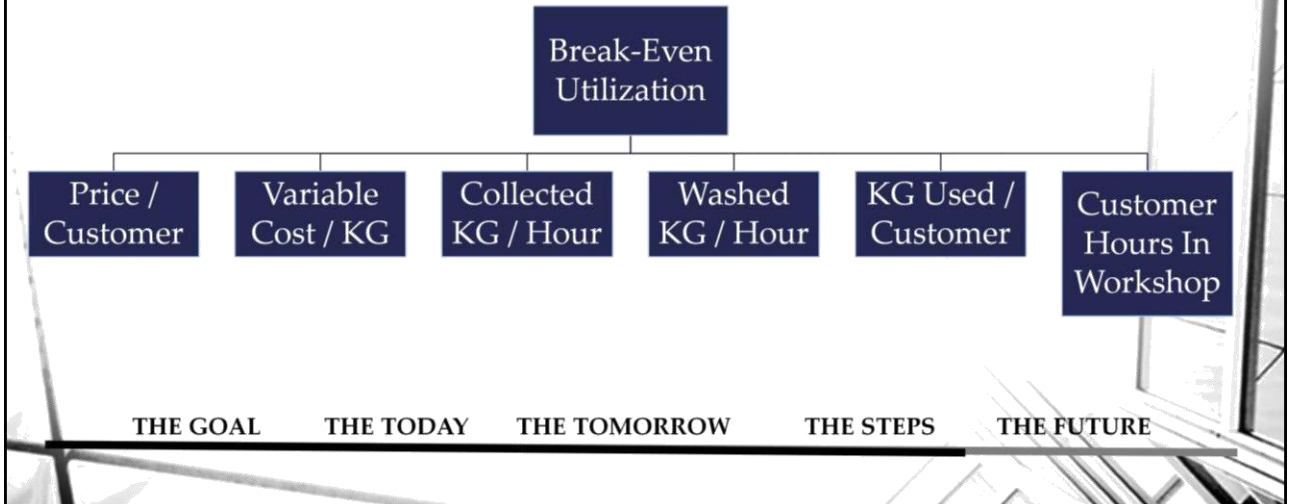 Break-Even
Utilization
Price /
Customer
Variable
Cost / KG
Collected
KG / Hour
Washed
KG / Hour
KG Used /
Customer
Customer
Hours In
Workshop
THE GOAL THE TODAY THE TOMORROW THE STEPS THE FUTURE